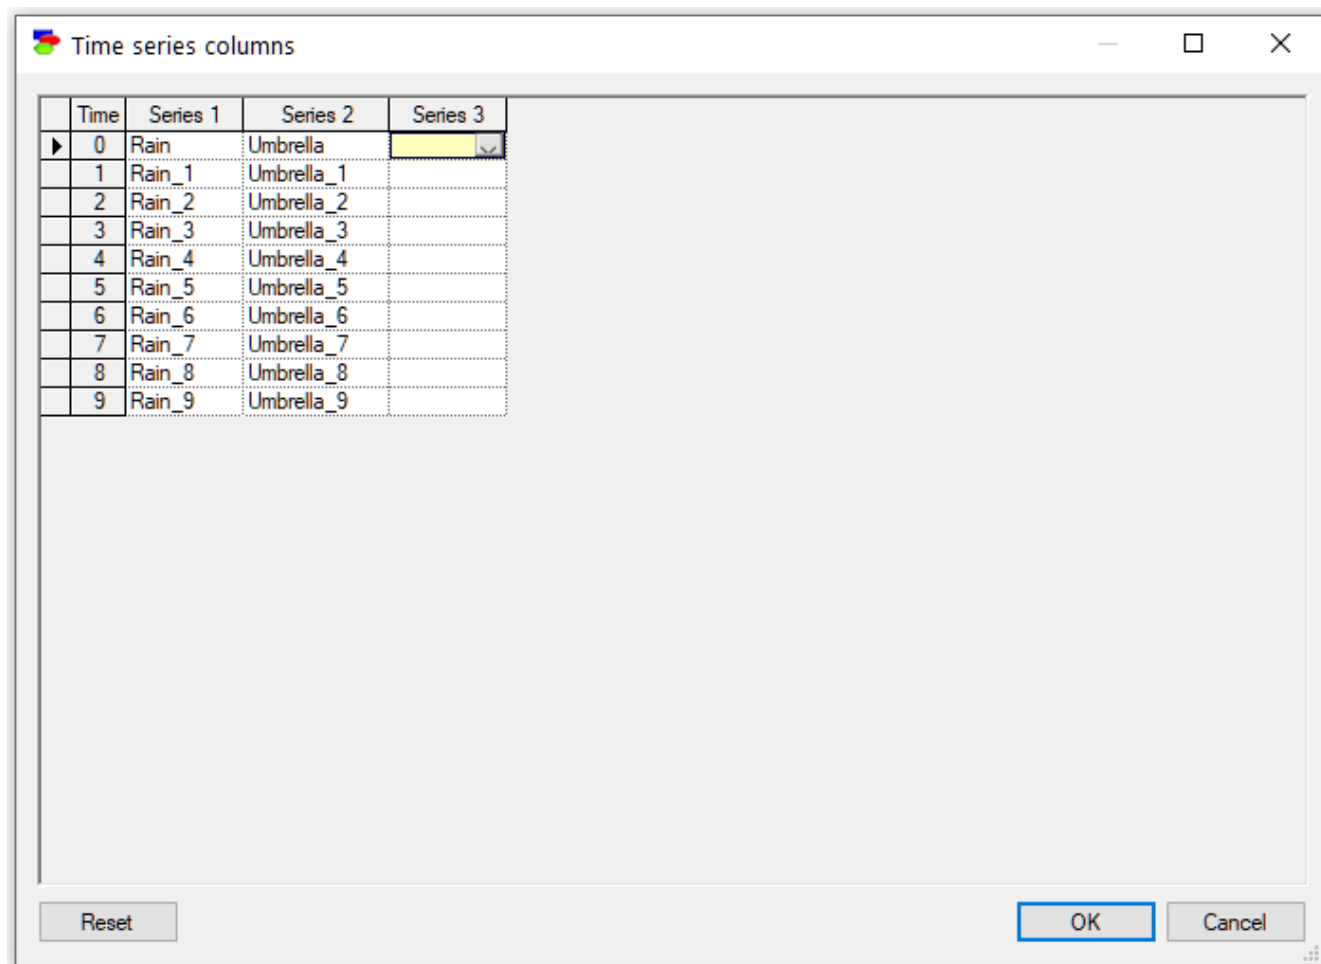 Time series columns
Time Series 1 Series 2 Series 3
0 Rain Umbrella
1 Rain_1 Umbrella_1
2 Rain_2 Umbrella_2
3 Rain_3 Umbrella_3
4 Rain_4 Umbrella_4
5 Rain_5 Umbrella_5
6 Rain_6 Umbrella_6
7 Rain_7 Umbrella_7
8 Rain_8 Umbrella_8
9 Rain_9 Umbrella_9
Reset OK Cancel